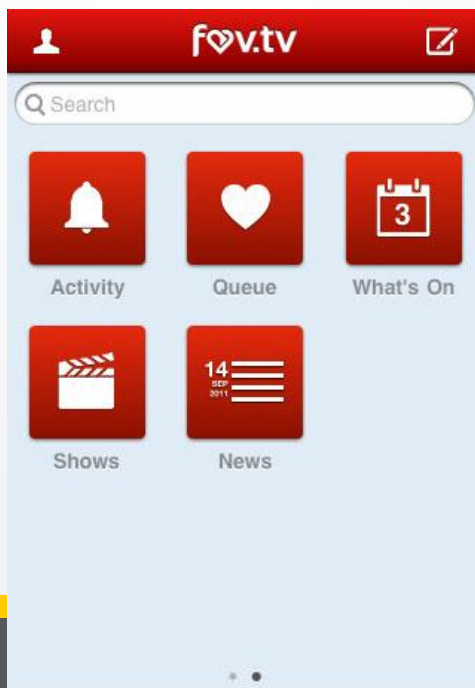 fov.tv
Search
3
Activity
Queue
What's On
14
SEP
2011
Shows
News